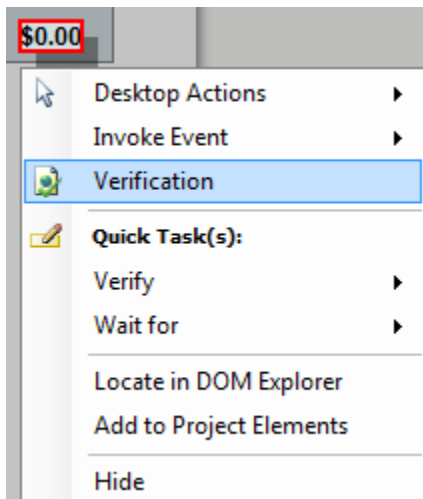 $0.00
Desktop Actions
Invoke Event
Verification
Quick Task(s):
Verify
Wait for
Locate in DOM Explorer
Add to Project Elements
Hide